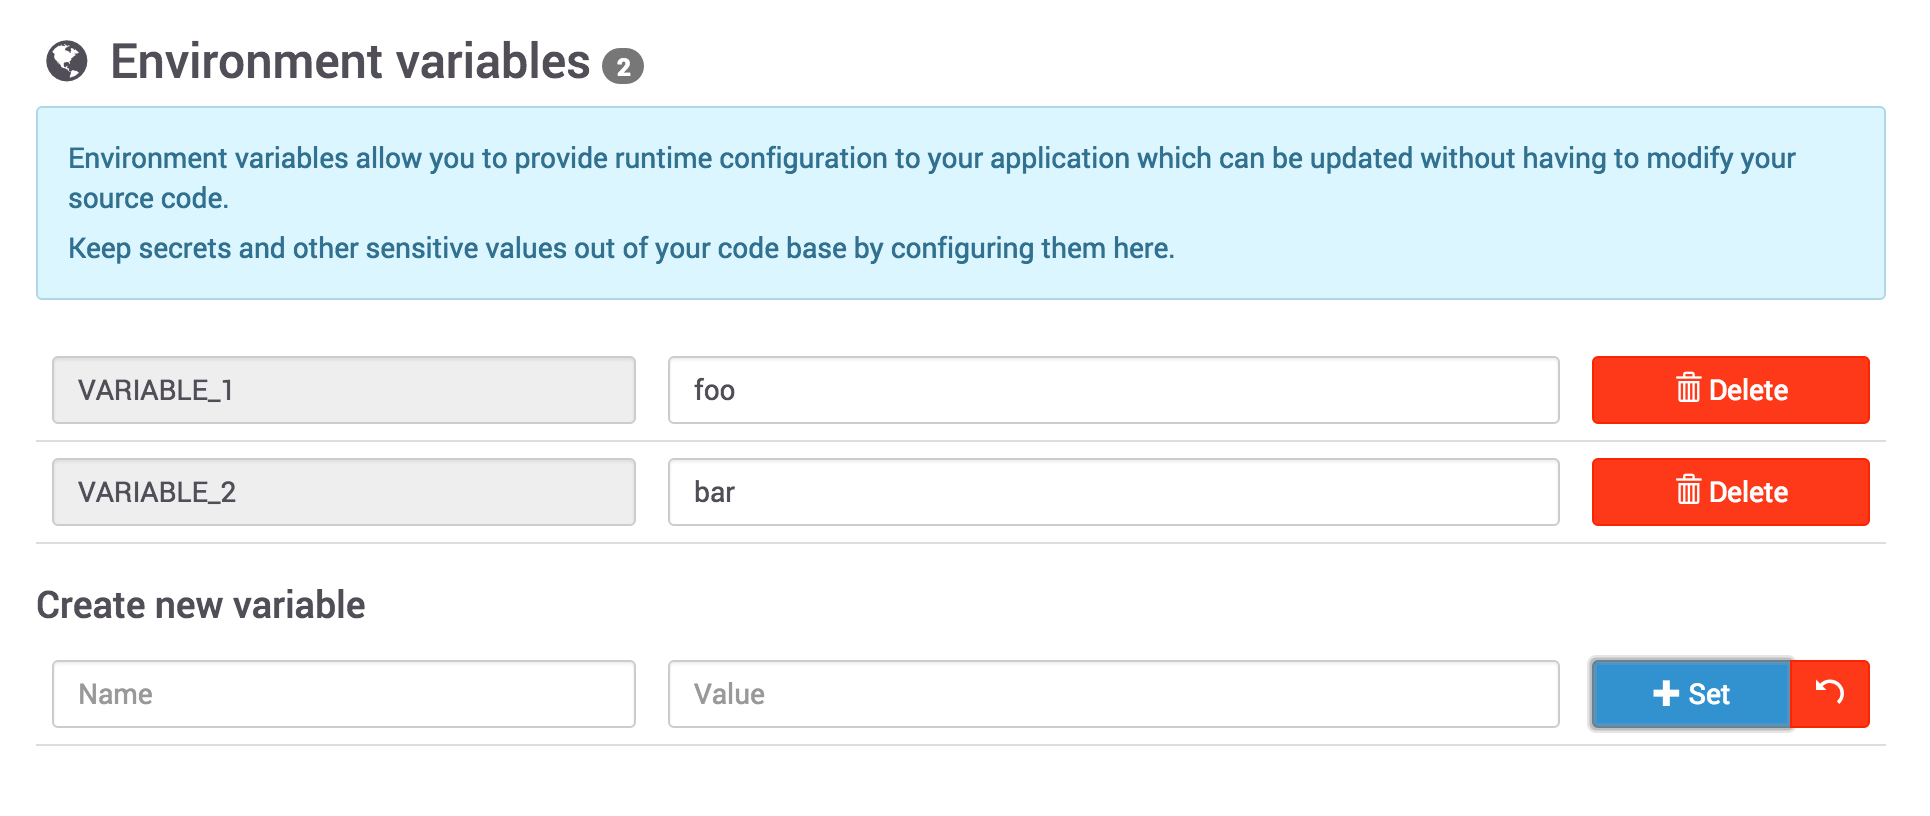 Environment variables 2
Environment variables allow you to provide runtime configuration to your application which can be updated without having to modify your
source code.
Keep secrets and other sensitive values out of your code base by configuring them here.
VARIABLE_1 foo Delete
VARIABLE_2 bar Delete
Create new variable
Name Value Set